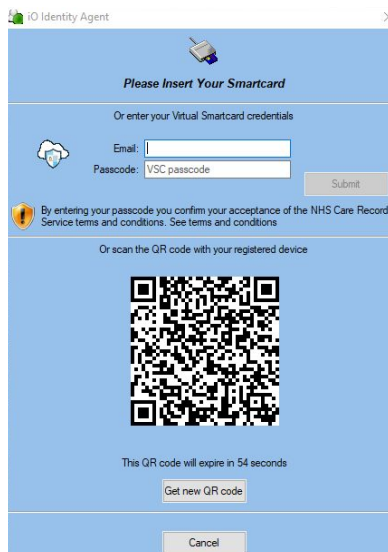 iO Identity Agent
Please Insert Your Smartcard
Or enter your Virtual Smartcard credentials
Email:
Passcode: VSC passcode
Submit
By entering your passcode you confirm your acceptance of the NHS Care Record
Service terms and conditions. See terms and conditions
Or scan the QR code with your registered device
This QR code will expire in 54 seconds
Get new QR code
Cancel